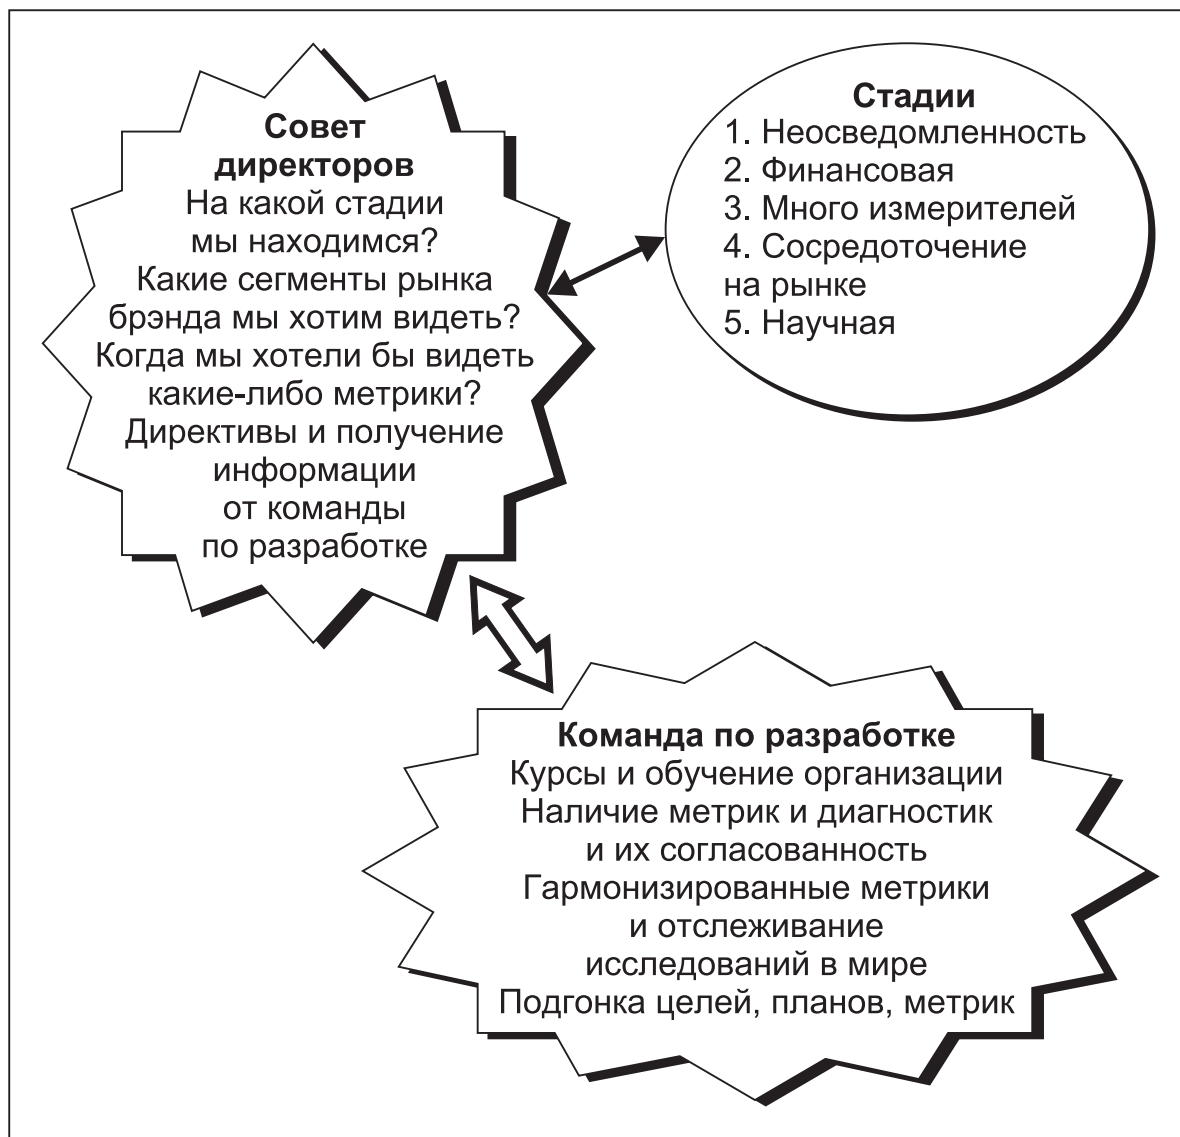 Совет
директоров
На какой стадии
мы находимся?
Какие сегменты рынка
брэнда мы хотим видеть?
Когда мы хотели бы видеть
какие-либо метрики?
Директивы и получение
информации
от команды
по разработке
Стадии
1. Неосведомленность
2. Финансовая
3. Много измерителей
4. Сосредоточение
на рынке
5. Научная
Команда по разработке
Курсы и обучение организации
Наличие метрик и диагностик
и их согласованность
Гармонизированные метрики
и отслеживание
исследований в мире
Подгонка целей, планов, метрик